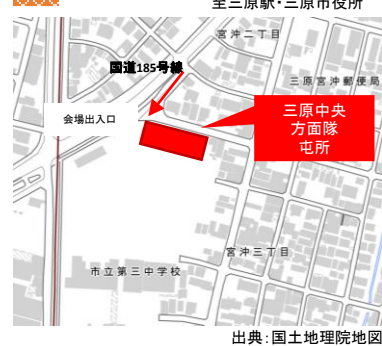 至三原駅・三原市役所
宮沖二丁目
国道185号線
三原宮沖郵便局
会場出入口
三原中央
方面隊
屯所
宮沖三丁目
市立第三中学校
出典:国土地理院地図